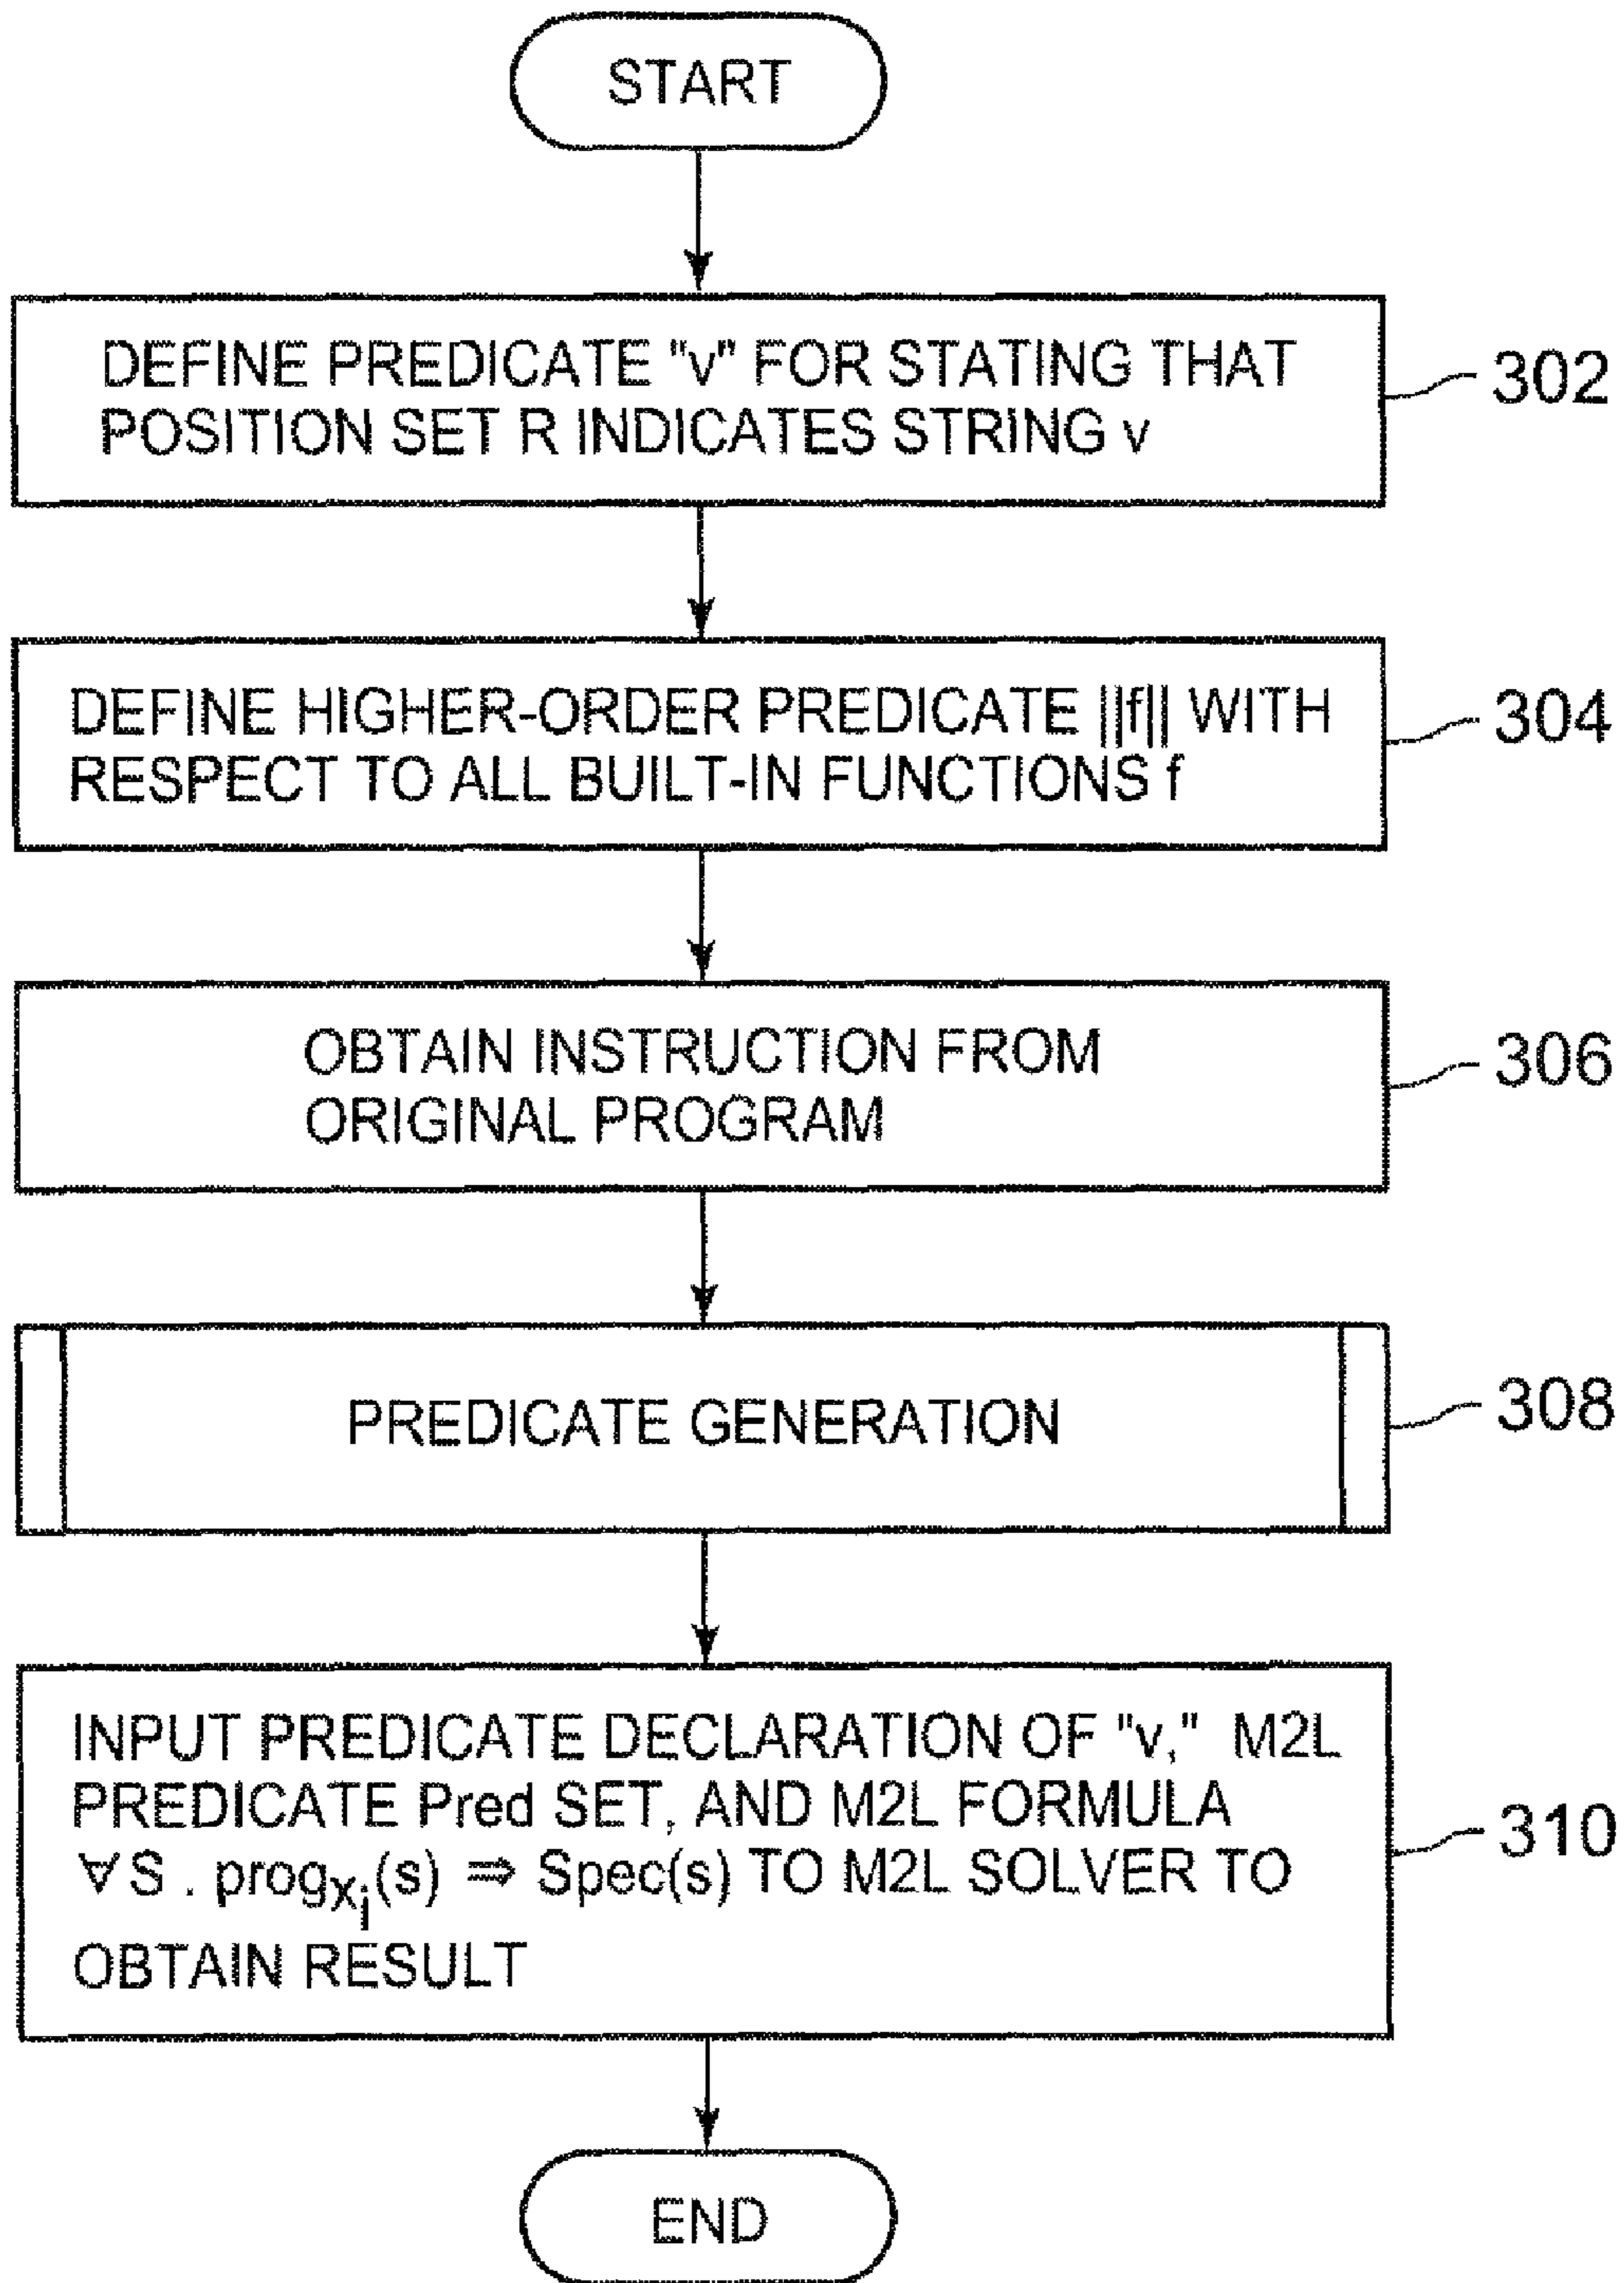 START
DEFINE PREDICATE "v" FOR STATING THAT
POSITION SET R INDICATES STRING v
302
DEFINE HIGHER-ORDER PREDICATE ||f|| WITH
RESPECT TO ALL BUILT-IN FUNCTIONS f
304
OBTAIN INSTRUCTION FROM
ORIGINAL PROGRAM
306
PREDICATE GENERATION
308
INPUT PREDICATE DECLARATION OF "v," M2L
PREDICATE Pred SET, AND M2L FORMULA
∀S . prog_{x_i}(s) ⇒ Spec(s) TO M2L SOLVER TO
OBTAIN RESULT
310
END